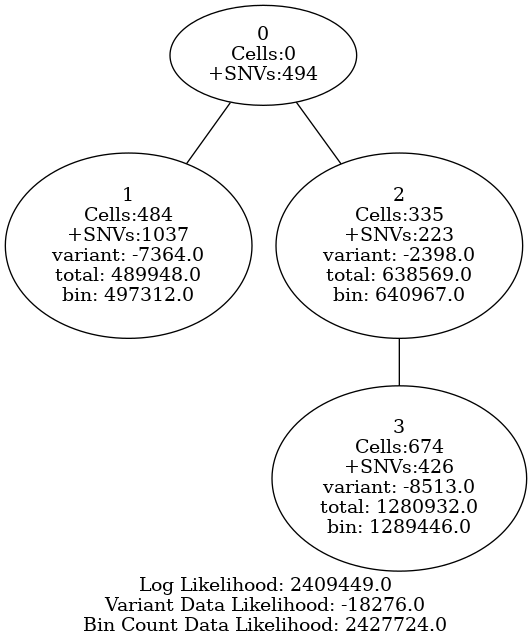 0
Cells:0
+SNVs:494
1
Cells:484
+SNVs:1037
variant: -7364.0
total: 489948.0
bin: 497312.0
2
Cells:335
+SNVs:223
variant: -2398.0
total: 638569.0
bin: 640967.0
3
Cells:674
+SNVs:426
variant: -8513.0
total: 1280932.0
bin: 1289446.0
Log Likelihood: 2409449.0
Variant Data Likelihood: -18276.0
Bin Count Data Likelihood: 2427724.0